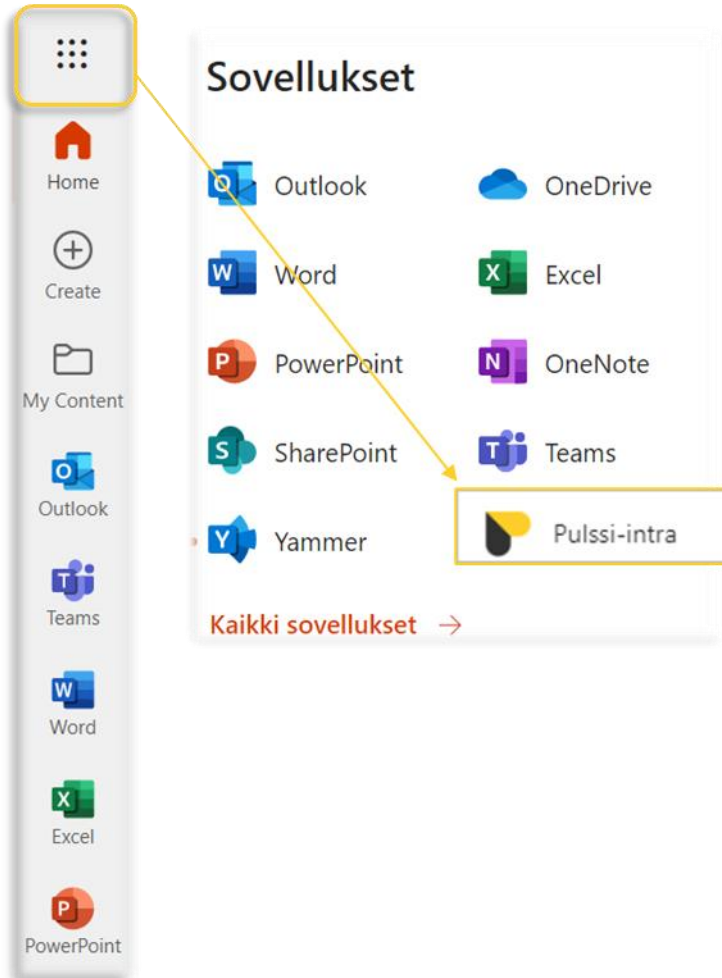 Home
Create
My Content
Outlook
Teams
Word
Excel
PowerPoint
Sovellukset
Outlook OneDrive
Word Excel
PowerPoint OneNote
SharePoint Teams
Yammer Pulssi-intra
Kaikki sovellukset →